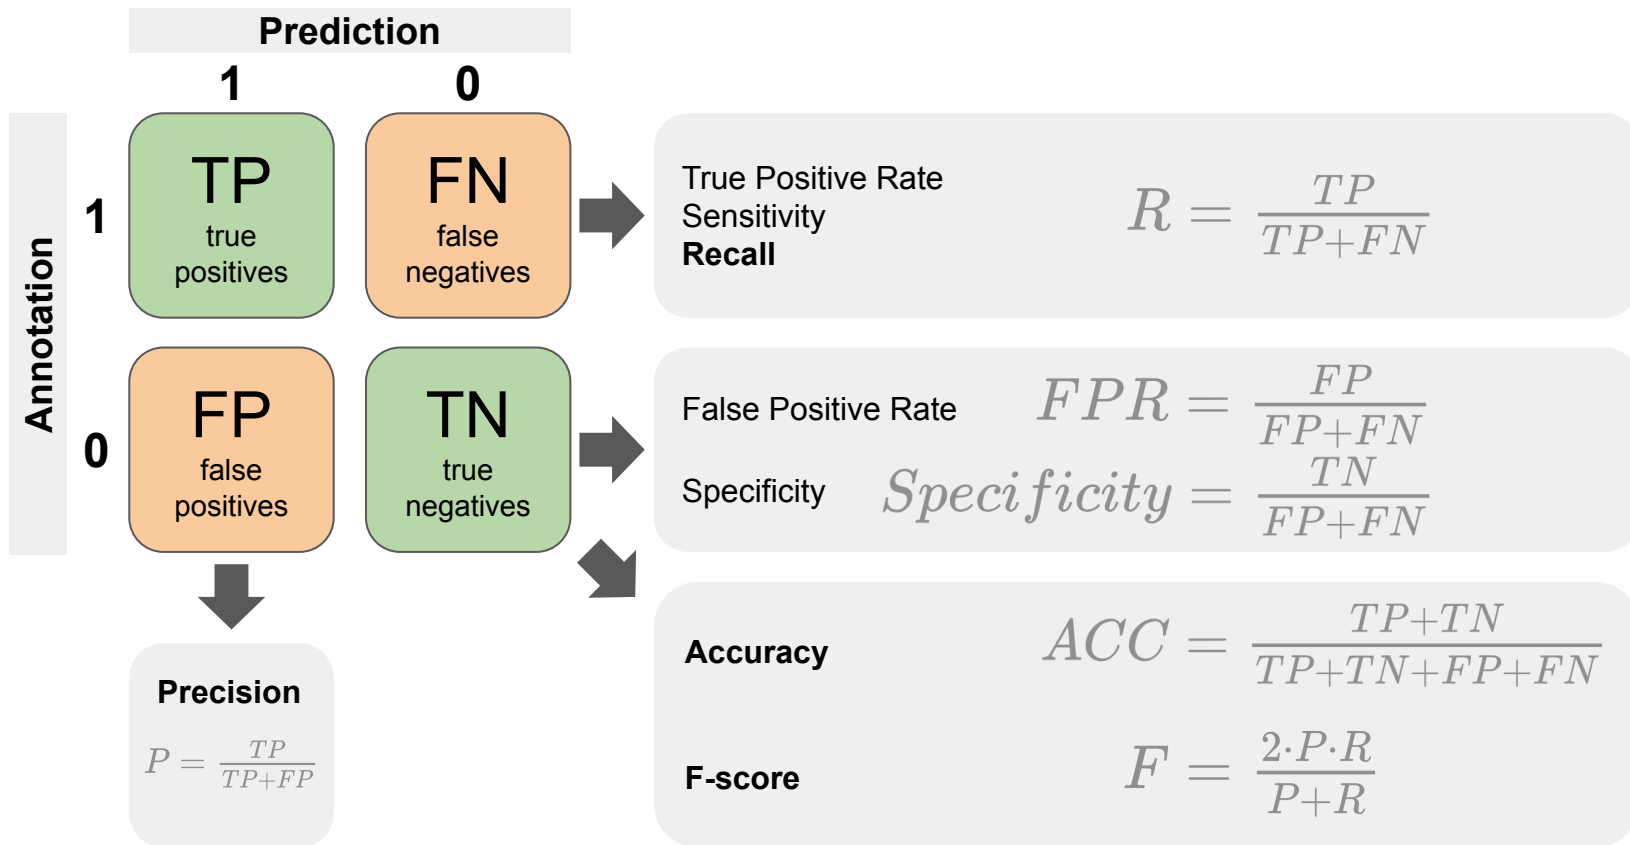 Prediction
1 0
Annotation
1
TP
true
positives
FN
false
negatives
True Positive Rate
Sensitivity
Recall
R = TP / TP+FN
0
FP
false
positives
TN
true
negatives
False Positive Rate FPR = FP / FP+FN
Specificity Specificity = TN / FP+FN
Accuracy ACC = TP+TN / TP+TN+FP+FN
F-score F = 2·P·R / P+R
Precision
P = TP / TP+FP